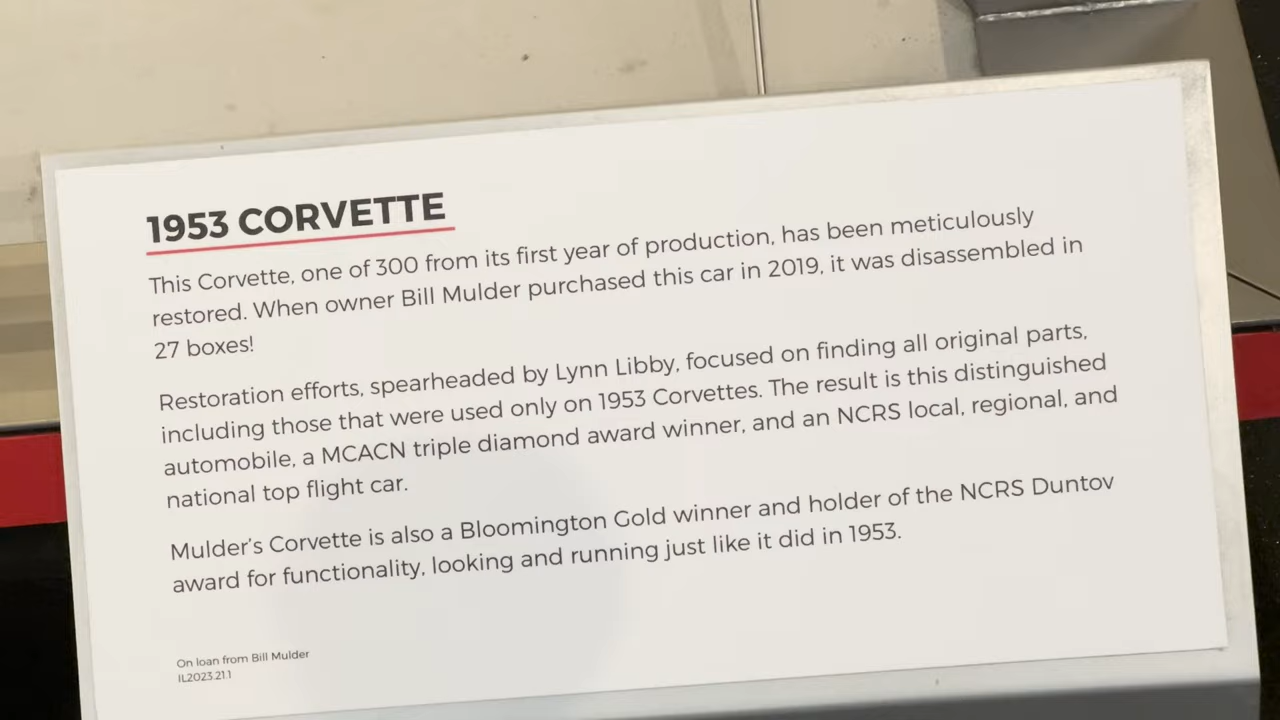 1953 CORVETTE
This Corvette, one of 300 from its first year of production, has been meticulously
restored. When owner Bill Mulder purchased this car in 2019, it was disassembled in
27 boxes!
Restoration efforts, spearheaded by Lynn Libby, focused on finding all original parts,
including those that were used only on 1953 Corvettes. The result is this distinguished
automobile, a MCACN triple diamond award winner, and an NCRS local, regional, and
national top flight car.
Mulder's Corvette is also a Bloomington Gold winner and holder of the NCRS Duntov
award for functionality, looking and running just like it did in 1953.
On loan from Bill Mulder
IL2023.21.1